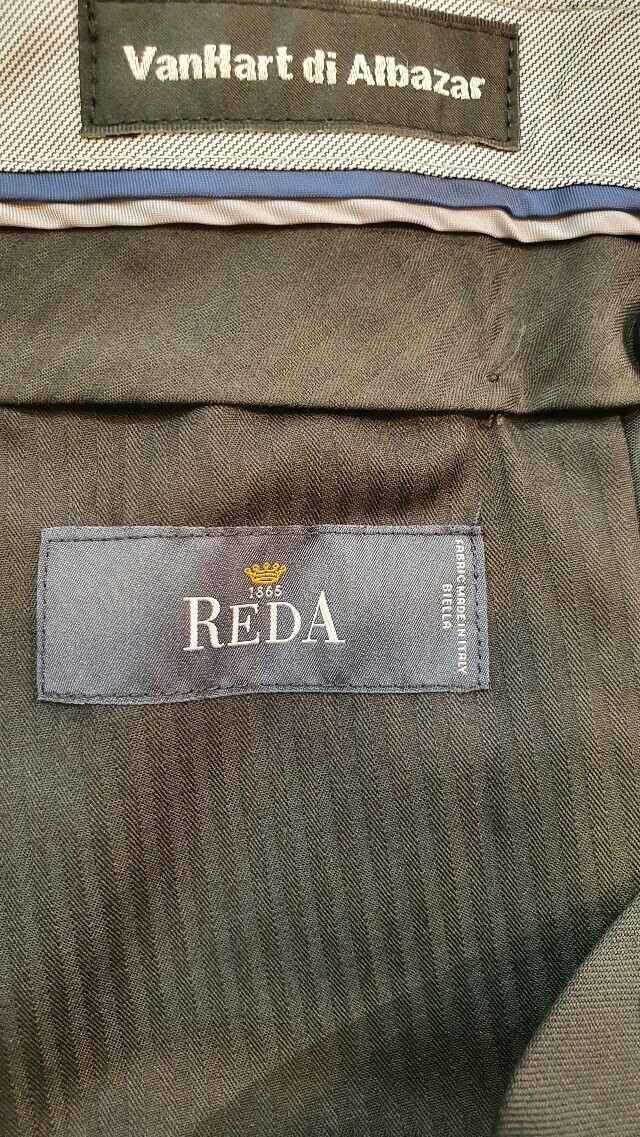 VanHart di Albazar
1865
REDA
FABRIC MADE IN ITALY
BIELLA